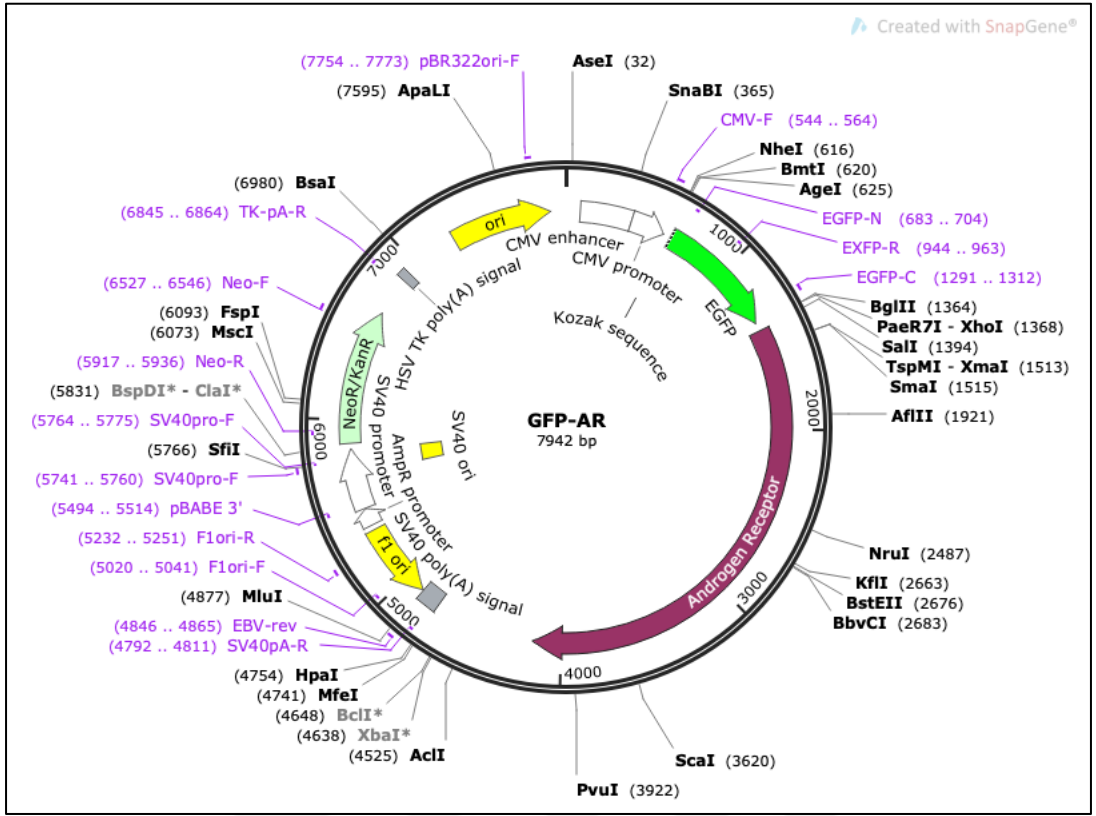 Created with SnapGene®
(7754 .. 7773) pBR322ori-F
(7595) ApaLI
AseI (32)
SnaBI (365)
CMV-F (544 .. 564)
NheI (616)
BmtI (620)
AgeI (625)
EGFP-N (683 .. 704)
EXFP-R (944 .. 963)
EGFP-C (1291 .. 1312)
BglII (1364)
PaeR7I - XhoI (1368)
SalI (1394)
TspMI - XmaI (1513)
SmaI (1515)
AflII (1921)
NruI (2487)
KflI (2663)
BstEII (2676)
BbvCI (2683)
ScaI (3620)
PvuI (3922)
(6980) BsaI
(6845 .. 6864) TK-pA-R
(6527 .. 6546) Neo-F
(6093) FspI
(6073) MscI
(5917 .. 5936) Neo-R
(5831) BspDI* - ClaI*
(5764 .. 5775) SV40pro-F
(5766) SfiI
(5741 .. 5760) SV40pro-F
(5494 .. 5514) pBABE 3'
(5232 .. 5251) F1ori-R
(5020 .. 5041) F1ori-F
(4877) MluI
(4846 .. 4865) EBV-rev
(4792 .. 4811) SV40pA-R
(4754) HpaI
(4741) MfeI
(4648) BclI*
(4638) XbaI*
(4525) AclI
1000
2000
3000
4000
5000
6000
7000
ori
CMV enhancer
CMV promoter
Kozak sequence
EGFP
Androgen Receptor
HSV TK poly(A) signal
NeoR/KanR
SV40 promoter
SV40 ori
AmpR promoter
f1 ori
SV40 poly(A) signal
GFP-AR
7942 bp